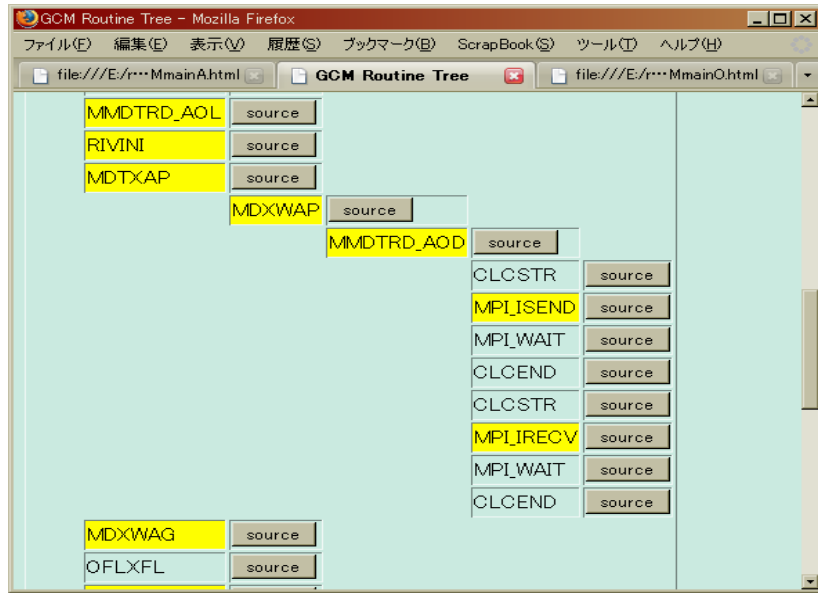 GCM Routine Tree - Mozilla Firefox
ファイル(F) 編集(E) 表示(V) 履歴(S) ブックマーク(B) ScrapBook(S) ツール(T) ヘルプ(H)
file:///E:/r…MmainA.html GCM Routine Tree file:///E:/r…MmainO.html
MMDTRD_AOL source
RIVINI source
MDTXAP source
MDXWAP source
MMDTRD_AOD source
CLCSTR source
MPI_ISEND source
MPI_WAIT source
CLCEND source
CLCSTR source
MPI_IRECV source
MPI_WAIT source
CLCEND source
MDXWAG source
OFLXFL source